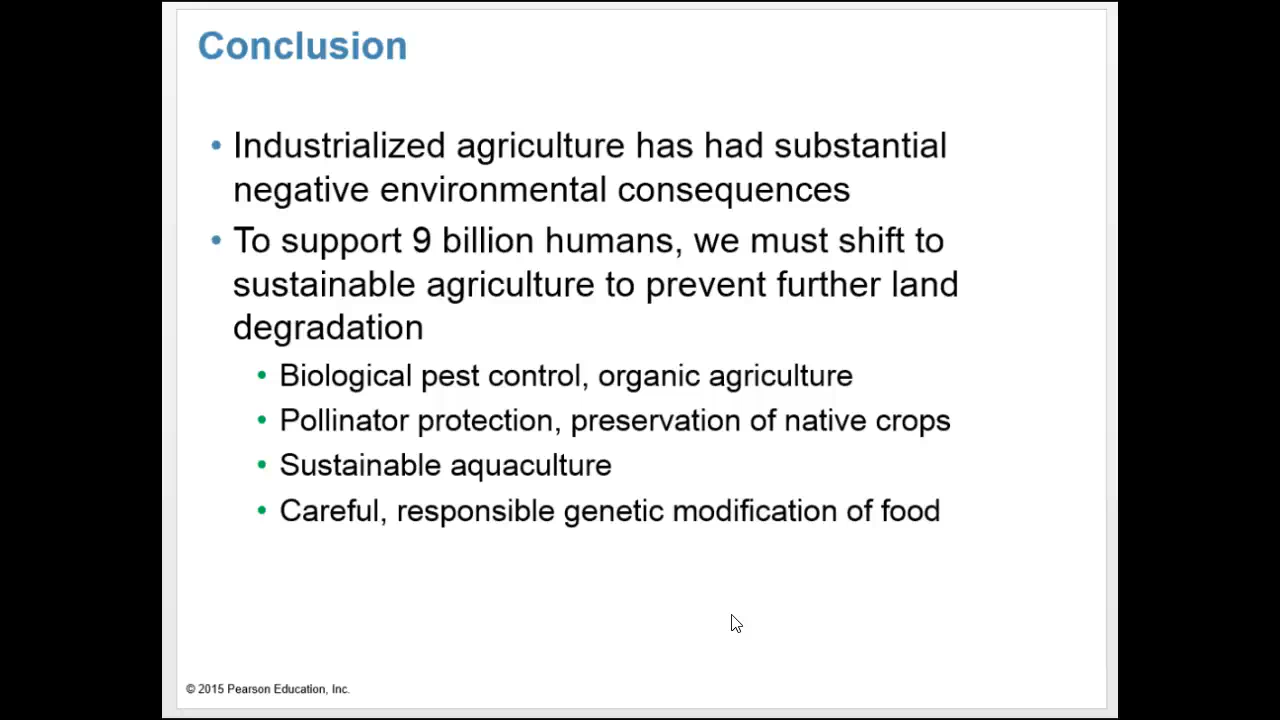 Conclusion
• Industrialized agriculture has had substantial
negative environmental consequences
• To support 9 billion humans, we must shift to
sustainable agriculture to prevent further land
degradation
• Biological pest control, organic agriculture
• Pollinator protection, preservation of native crops
• Sustainable aquaculture
• Careful, responsible genetic modification of food
© 2015 Pearson Education, Inc.